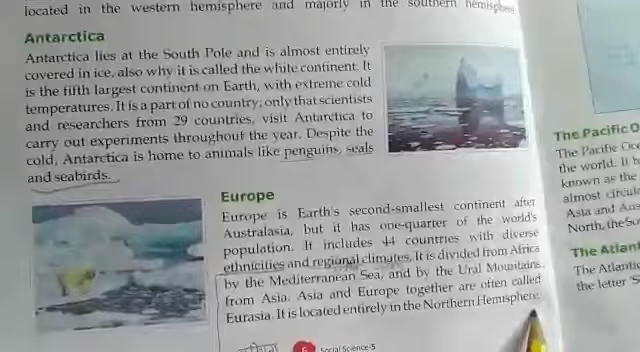 located in the western hemisphere and majorly in the southern hemisphere
Antarctica
Antarctica lies at the South Pole and is almost entirely
covered in ice, also why it is called the white continent. It
is the fifth largest continent on Earth, with extreme cold
temperatures. It is a part of no country; only that scientists
and researchers from 29 countries, visit Antarctica to
carry out experiments throughout the year. Despite the
cold, Antarctica is home to animals like penguins, seals
and seabirds.
Europe
Europe is Earth's second-smallest continent after
Australasia, but it has one-quarter of the world's
population. It includes 44 countries with diverse
ethnicities and regional climates. It is divided from Africa
by the Mediterranean Sea, and by the Ural Mountains
from Asia. Asia and Europe together are often called
Eurasia. It is located entirely in the Northern Hemisphere.
6 Social Science-5
The Pacific O
The Pacific Oce
the world. It h
known as the
almost circul
Asia and Aus
North, the Sou
The Atlant
The Atlantic
the letter 'S